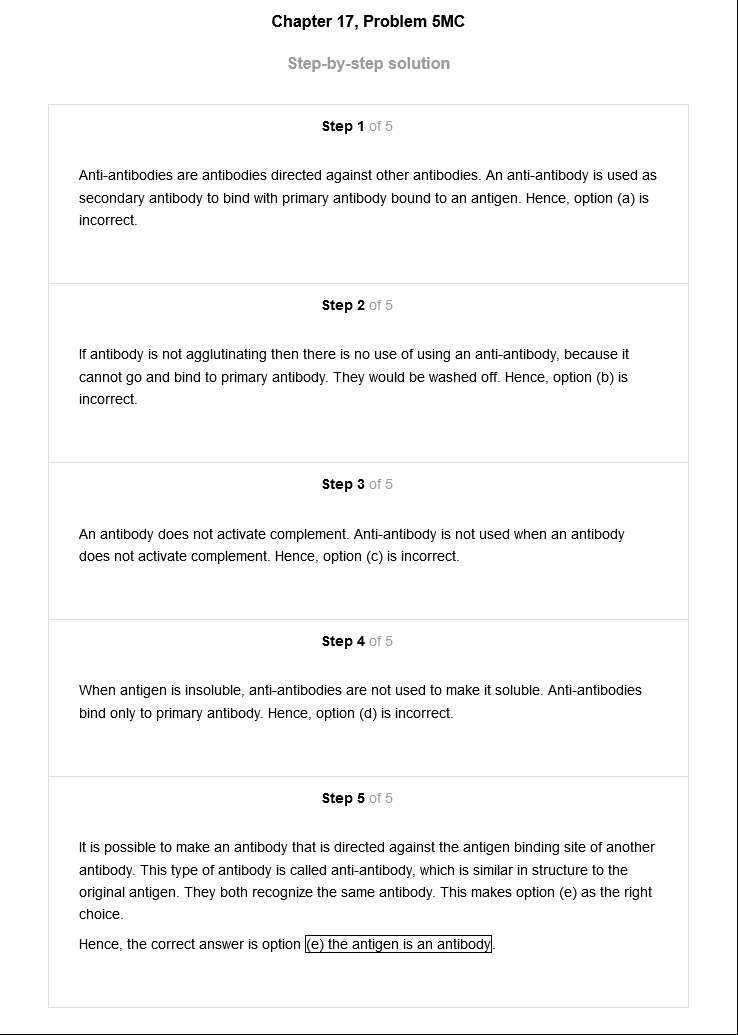 Chapter 17, Problem 5MC
Step-by-step solution
Step 1 of 5
Anti-antibodies are antibodies directed against other antibodies. An anti-antibody is used as
secondary antibody to bind with primary antibody bound to an antigen. Hence, option (a) is
incorrect.
Step 2 of 5
If antibody is not agglutinating then there is no use of using an anti-antibody, because it
cannot go and bind to primary antibody. They would be washed off. Hence, option (b) is
incorrect.
Step 3 of 5
An antibody does not activate complement. Anti-antibody is not used when an antibody
does not activate complement. Hence, option (c) is incorrect.
Step 4 of 5
When antigen is insoluble, anti-antibodies are not used to make it soluble. Anti-antibodies
bind only to primary antibody. Hence, option (d) is incorrect.
Step 5 of 5
It is possible to make an antibody that is directed against the antigen binding site of another
antibody. This type of antibody is called anti-antibody, which is similar in structure to the
original antigen. They both recognize the same antibody. This makes option (e) as the right
choice.
Hence, the correct answer is option (e) the antigen is an antibody.